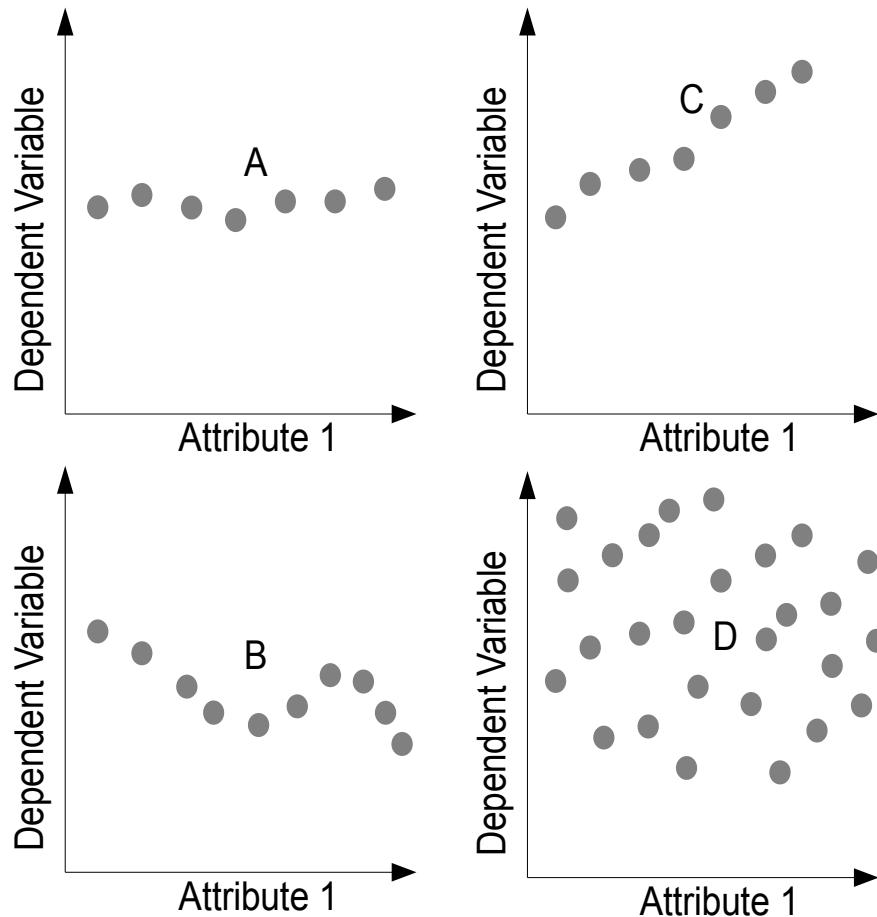 Dependent Variable
A
Attribute 1
Dependent Variable
C
Attribute 1
Dependent Variable
B
Attribute 1
Dependent Variable
D
Attribute 1